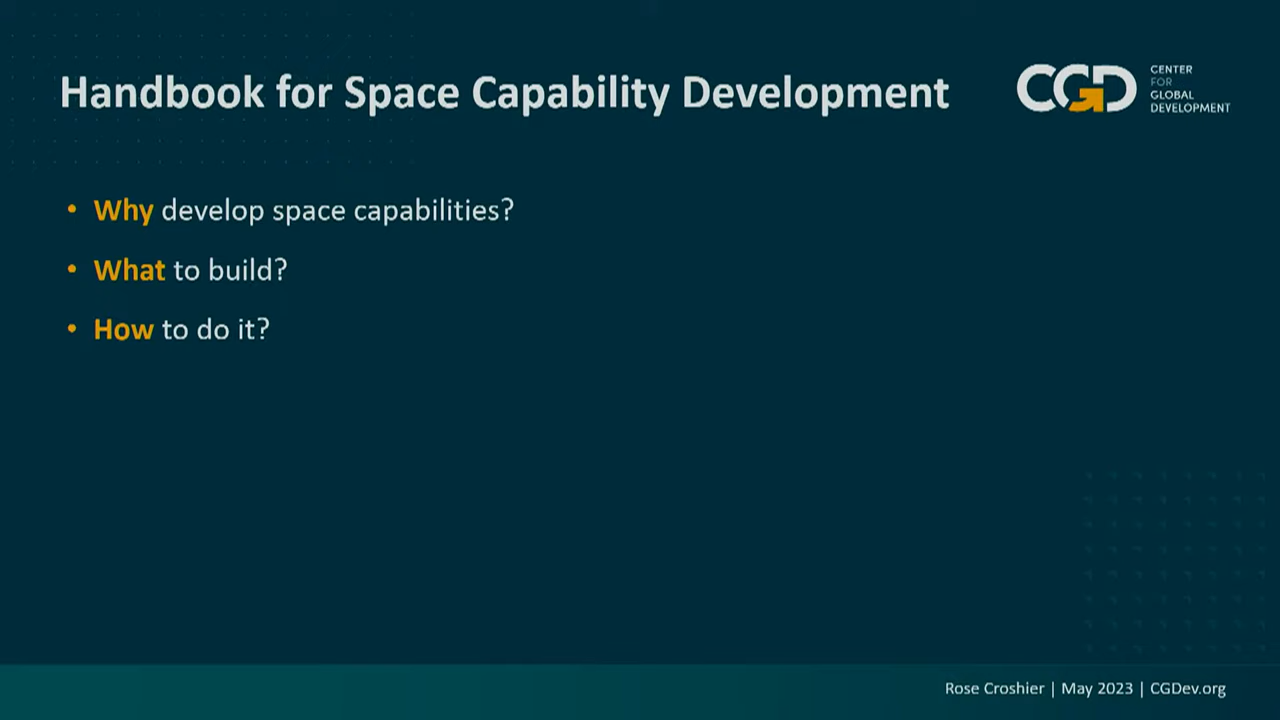 Handbook for Space Capability Development
CGD
CENTER
FOR
GLOBAL
DEVELOPMENT
• Why develop space capabilities?
• What to build?
• How to do it?
Rose Croshier | May 2023 | CGDev.org